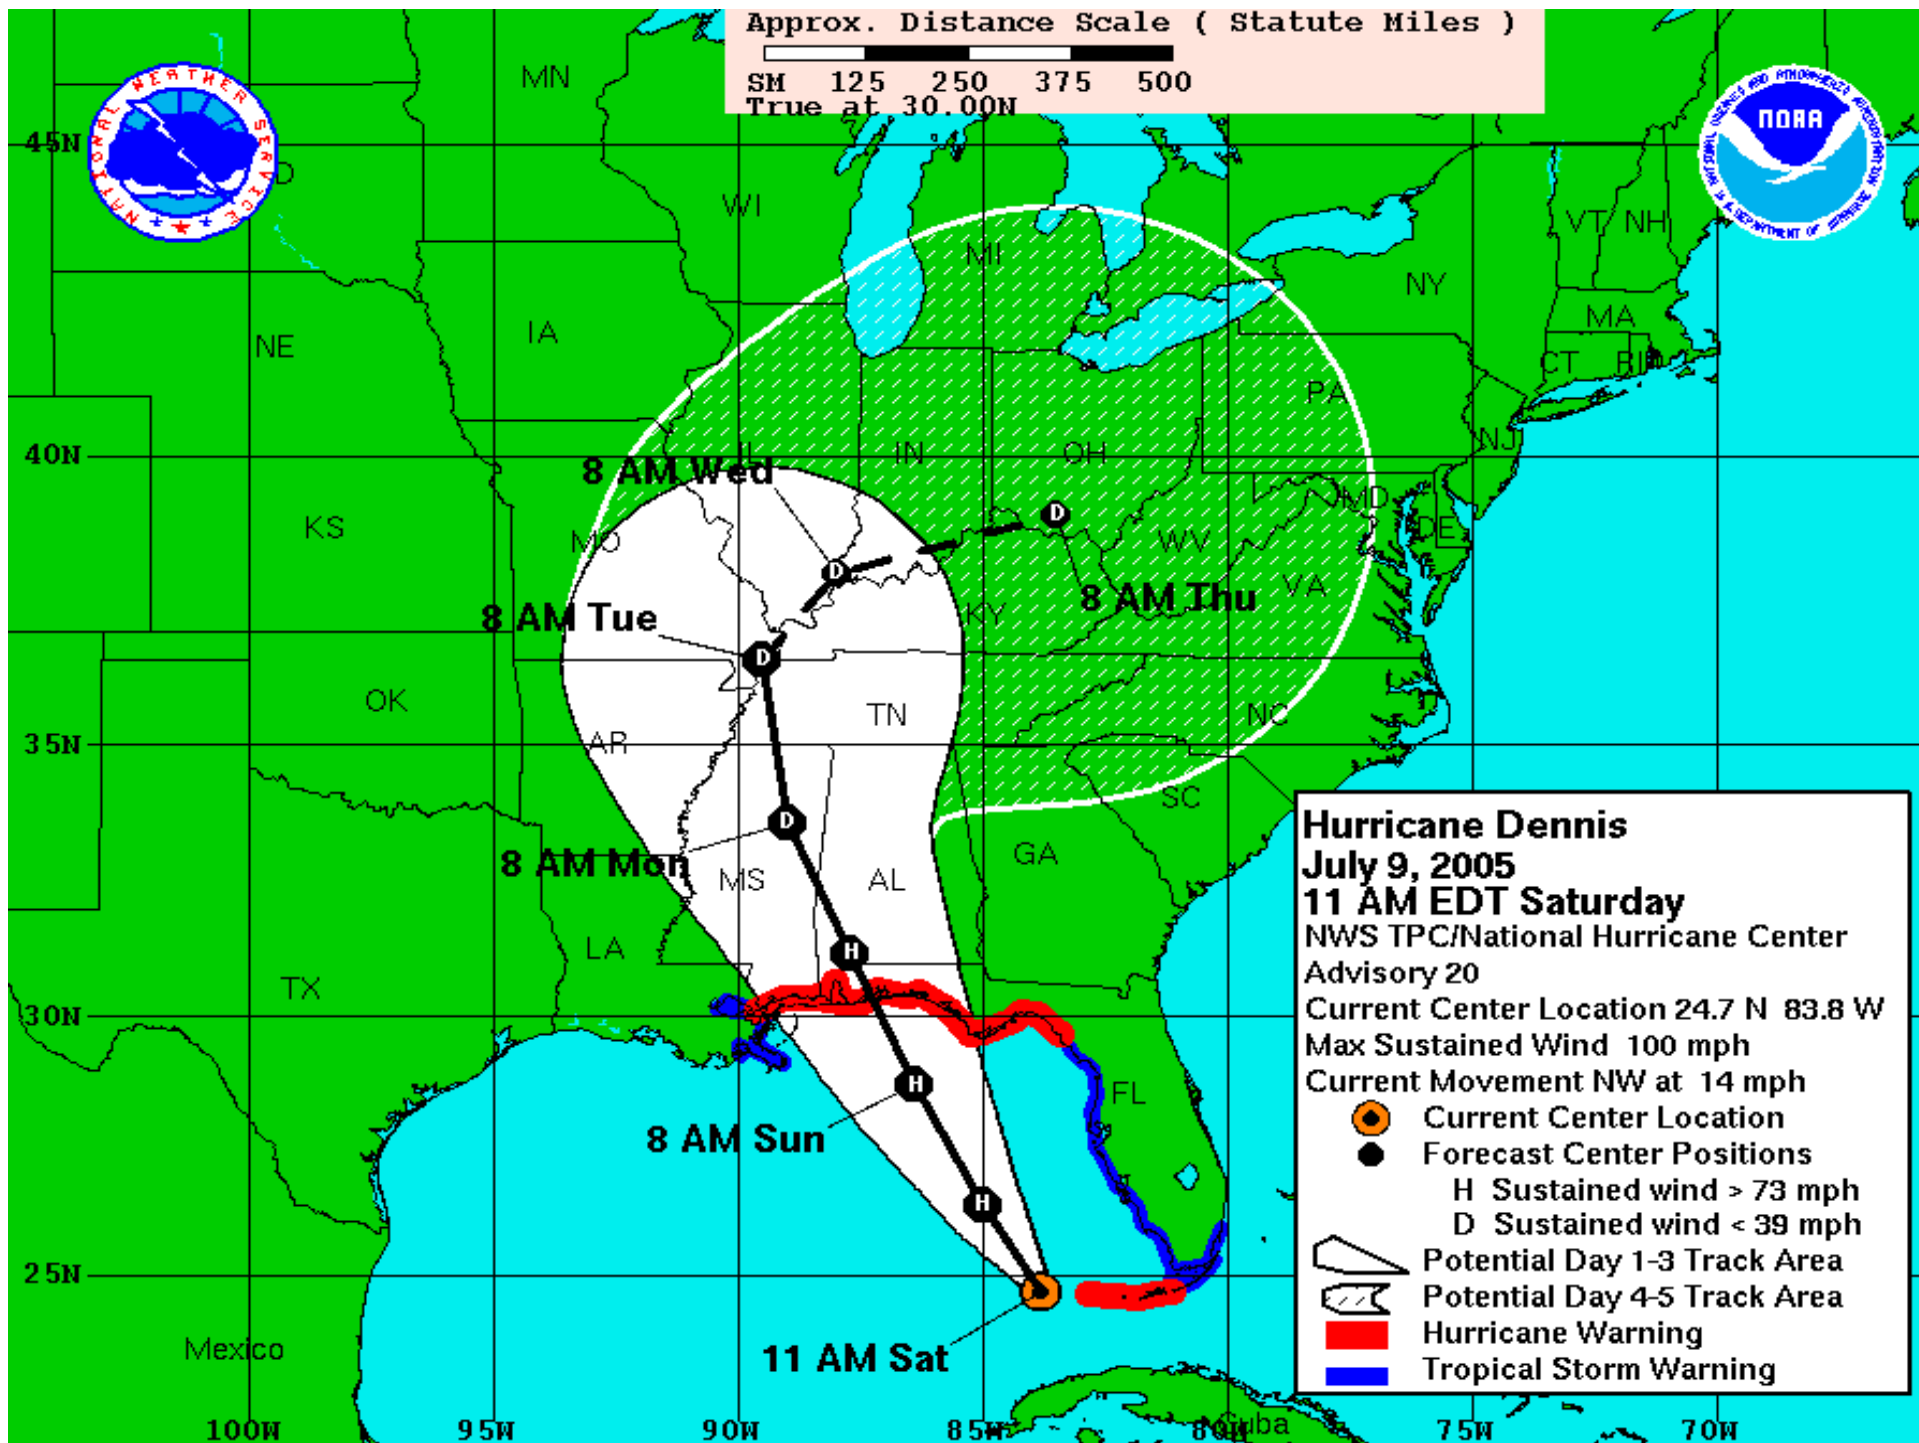 Approx. Distance Scale ( Statute Miles )
SM 125 250 375 500
True at 30.00N
NATIONAL WEATHER SERVICE
NOAA
MN
45N
D
WI
MI
VT
NH
NY
MA
NE
IA
CT
RI
PA
NJ
40N
IL
IN
OH
8 AM Wed
MD
KS
MO
WV
DE
8 AM Tue
KY
8 AM Thu
VA
D
D
D
OK
TN
NC
35N
AR
SC
D
8 AM Mon
MS
AL
GA
LA
H
TX
30N
H
8 AM Sun
FL
H
25N
11 AM Sat
Mexico
Cuba
100W 95W 90W 85W 80W 75W 70W
Hurricane Dennis
July 9, 2005
11 AM EDT Saturday
NWS TPC/National Hurricane Center
Advisory 20
Current Center Location 24.7 N 83.8 W
Max Sustained Wind 100 mph
Current Movement NW at 14 mph
Current Center Location
Forecast Center Positions
H Sustained wind > 73 mph
D Sustained wind < 39 mph
Potential Day 1-3 Track Area
Potential Day 4-5 Track Area
Hurricane Warning
Tropical Storm Warning